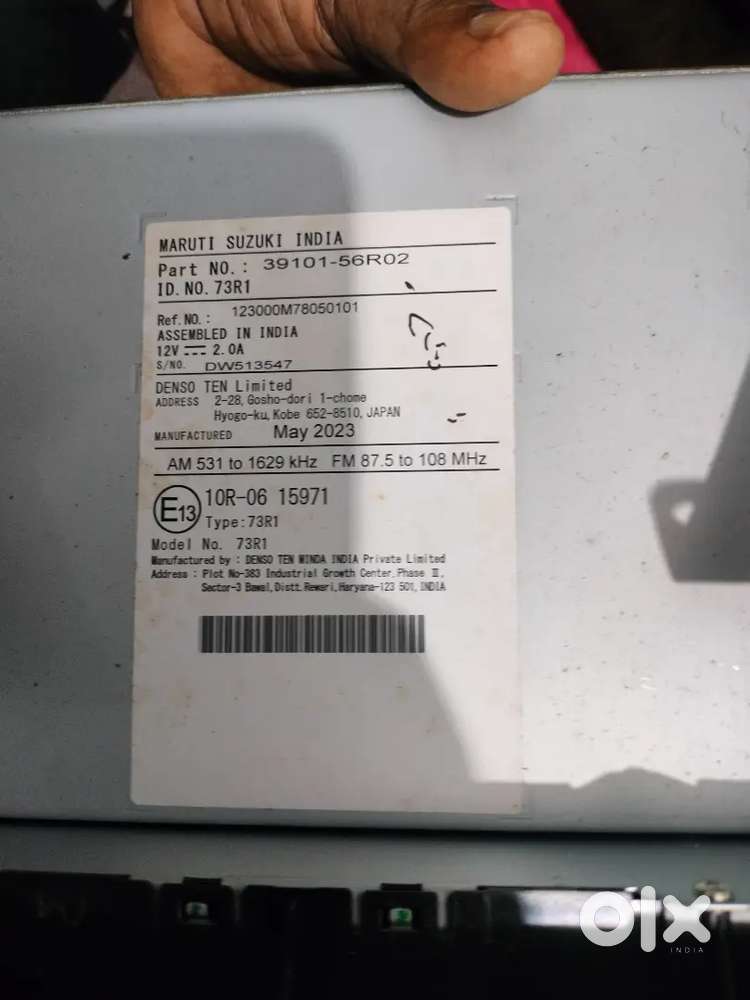 MARUTI SUZUKI INDIA
Part NO.: 39101-56R02
ID. NO. 73R1
Ref. NO. : 123000M78050101
ASSEMBLED IN INDIA
12V 2.0A
S/NO. DW513547
DENSO TEN Limited
ADDRESS 2-28, Gosho-dori 1-chome
Hyogo-ku, Kobe 652-8510, JAPAN
MANUFACTURED May 2023
AM 531 to 1629 kHz FM 87.5 to 108 MHz
E13 10R-06 15971
Type:73R1
Model No. 73R1
Manufactured by : DENSO TEN MINDA INDIA Private Limited
Address : Plot No-383 Industrial Growth Center, Phase Ⅱ,
Sector-3 Bawal, Distt. Rewari, Haryana-123 501, INDIA
olx
INDIA